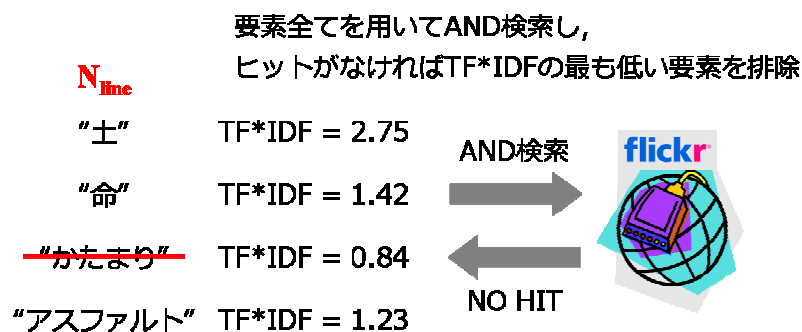 要素全てを用いてAND検索し,
ヒットがなければTF*IDFの最も低い要素を排除
Nline
“土” TF*IDF = 2.75
AND検索
flickr
“命” TF*IDF = 1.42
“かたまり” TF*IDF = 0.84
NO HIT
“アスファルト” TF*IDF = 1.23